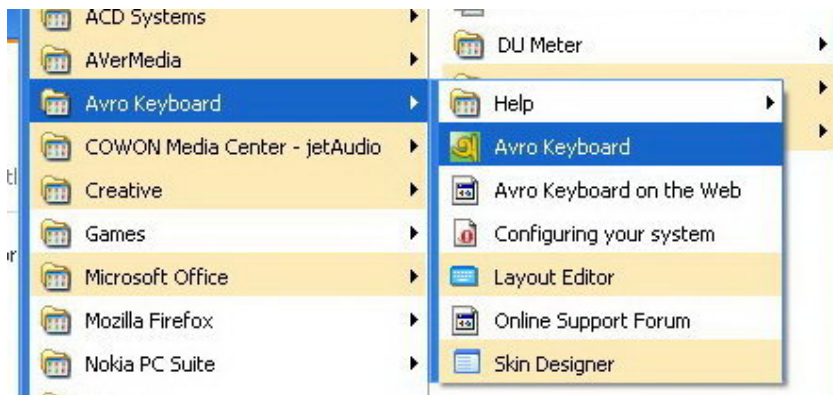 ACD Systems
AVerMedia
Avro Keyboard
COWON Media Center - jetAudio
Creative
Games
Microsoft Office
Mozilla Firefox
Nokia PC Suite
DU Meter
Help
Avro Keyboard
Avro Keyboard on the Web
Configuring your system
Layout Editor
Online Support Forum
Skin Designer